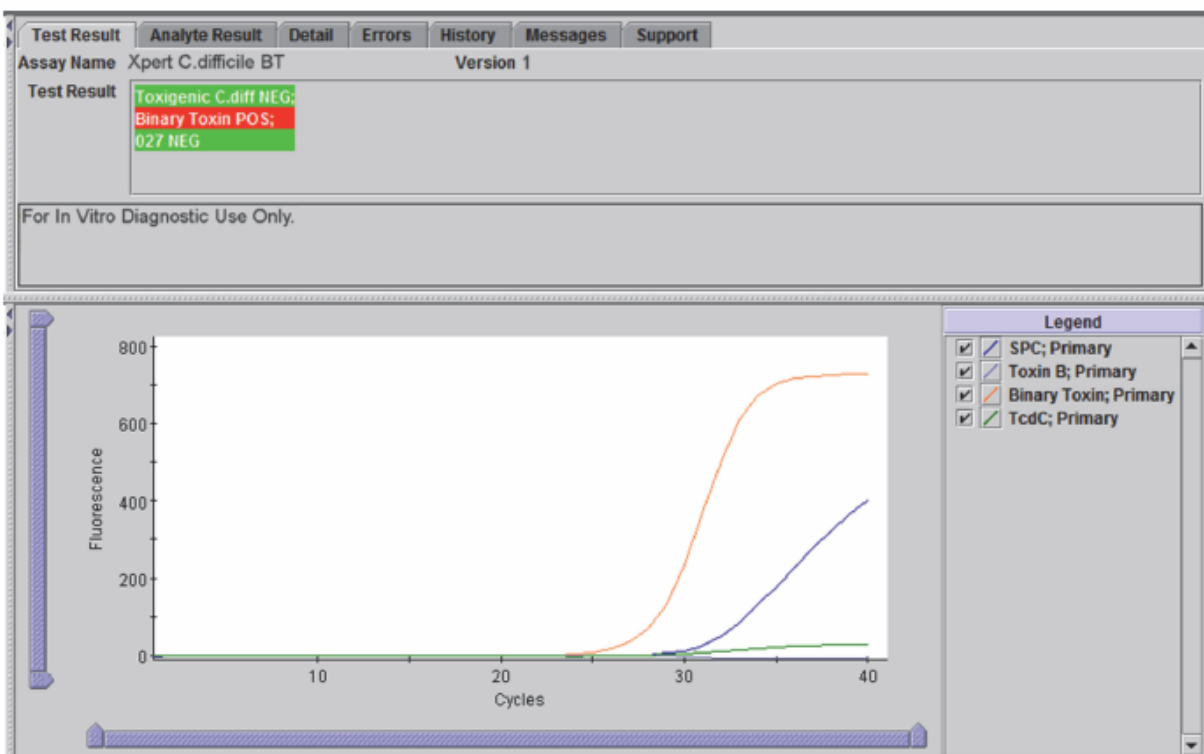 Test Result Analyte Result Detail Errors History Messages Support
Assay Name Xpert C.difficile BT Version 1
Test Result
Toxigenic C.diff NEG;
Binary Toxin POS;
027 NEG
For In Vitro Diagnostic Use Only.
800
600
400
200
0
Fluorescence
10 20 30 40
Cycles
Legend
SPC; Primary
Toxin B; Primary
Binary Toxin; Primary
TcdC; Primary